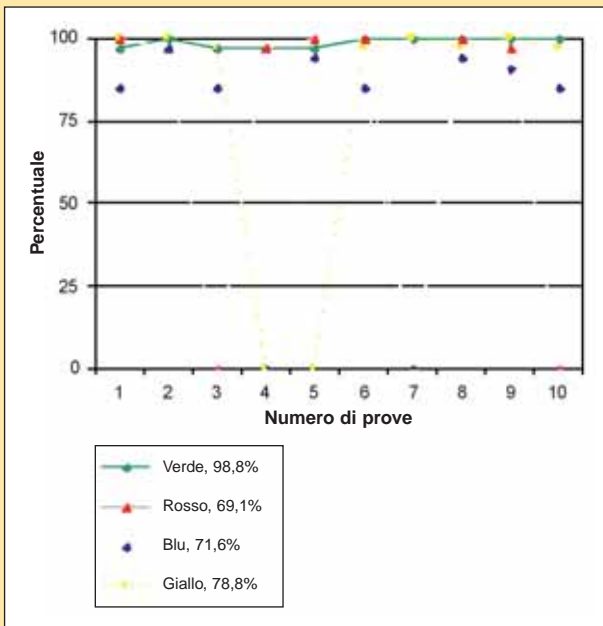 100
75
50
25
0
Percentuale
1 2 3 4 5 6 7 8 9 10
Numero di prove
Verde, 98,8%
Rosso, 69,1%
Blu, 71,6%
Giallo, 78,8%